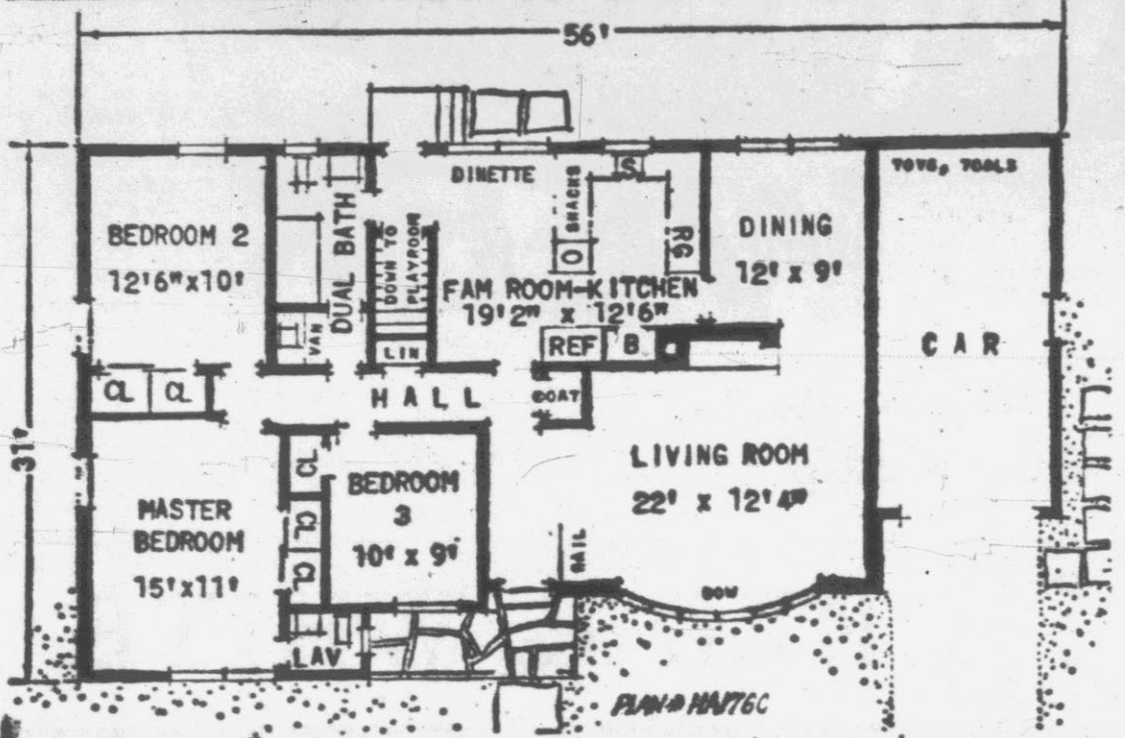 56'
TOYS, TOOLS
DINETTE
S
SNACKS
BEDROOM 2
12'6" x 10'
DUAL BATH
DOWN TO
PLAYROOM
O
RG
DINING
12' x 9'
FAM ROOM-KITCHEN
19'2" x 12'6"
VAN
LIN
REF
B
CAR
CL
CL
HALL
COAT
31'
CL
BEDROOM
3
10' x 9'
LIVING ROOM
22' x 12'4"
MASTER
BEDROOM
15' x 11'
CL
CL
RAIL
BOW
LAV
PLAN# HA176C